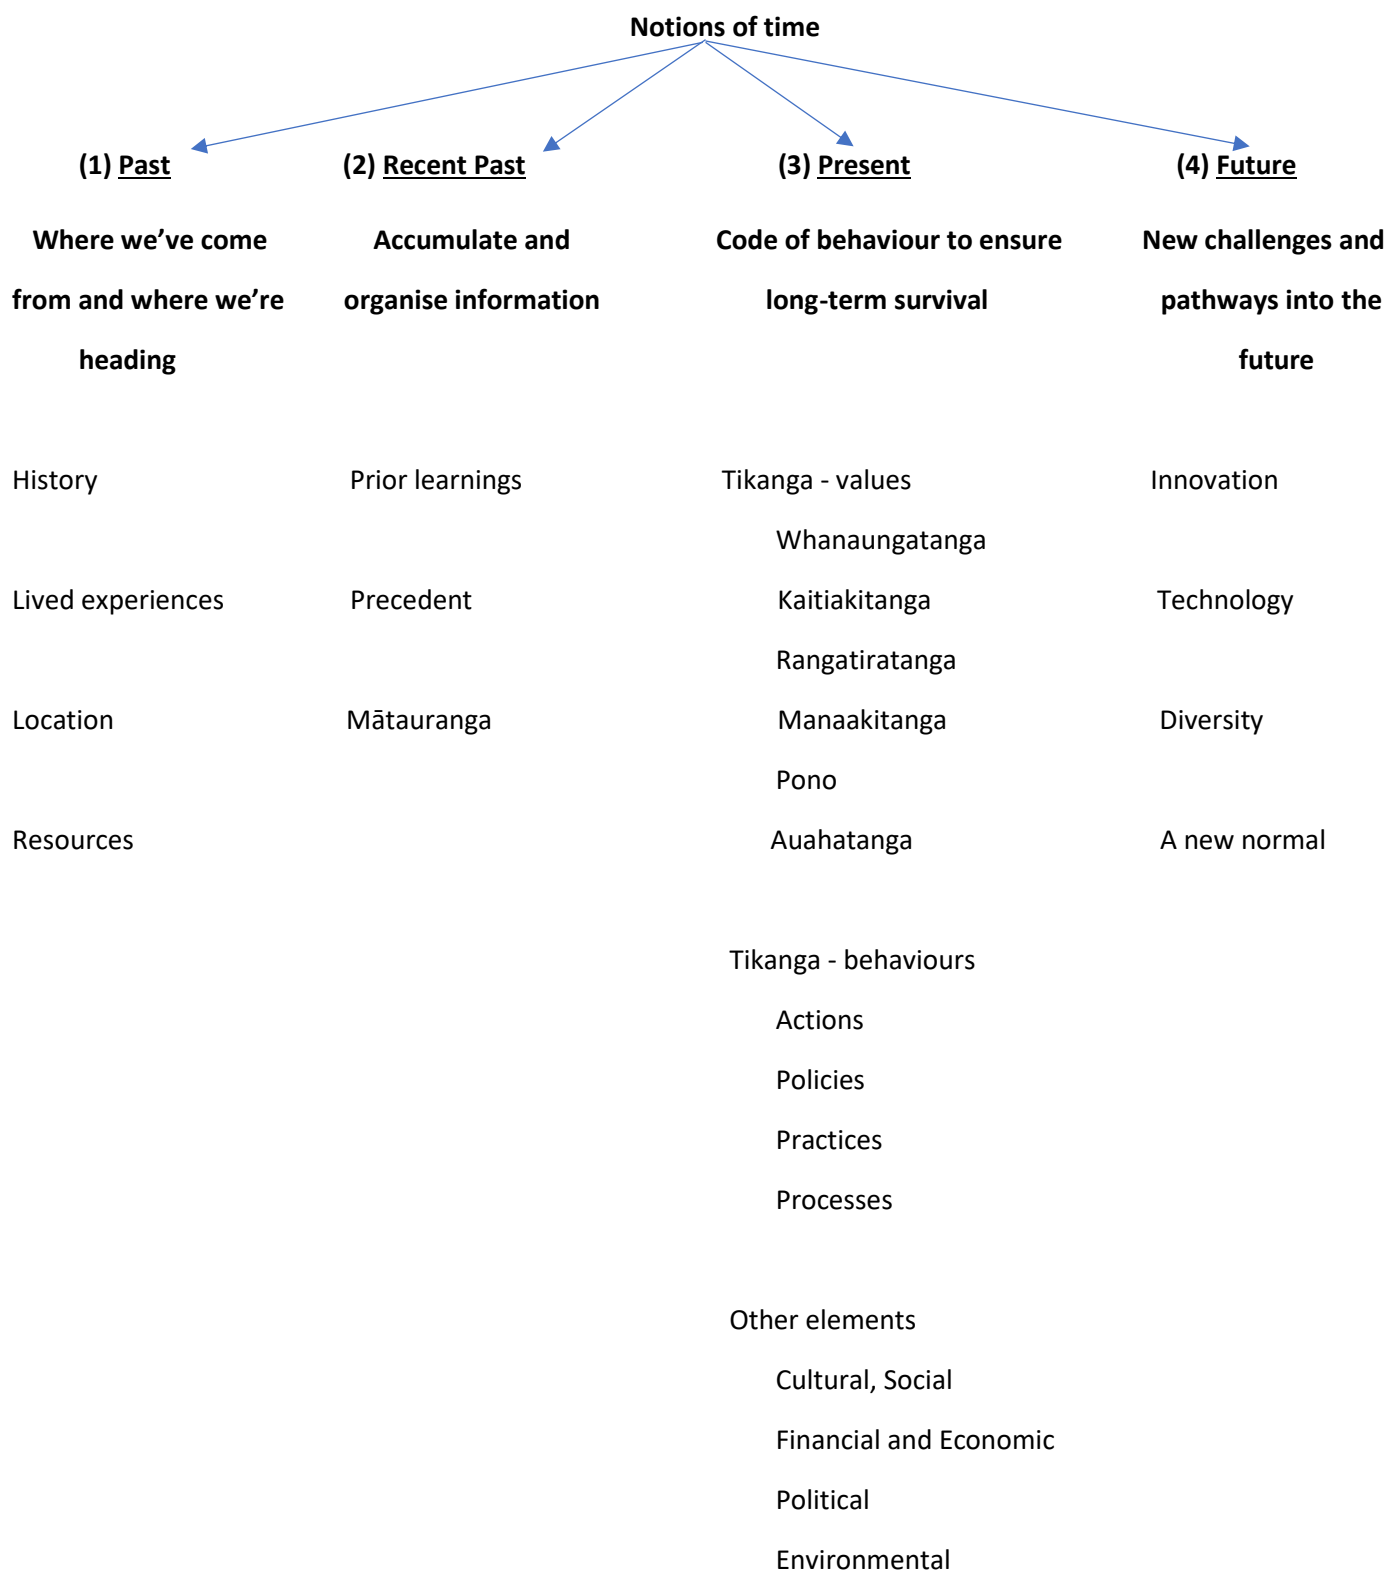 Notions of time
(1) Past (2) Recent Past (3) Present (4) Future
Where we’ve come Accumulate and Code of behaviour to ensure New challenges and
from and where we’re organise information long-term survival pathways into the
heading future
History Prior learnings Tikanga - values Innovation
Whanaungatanga
Lived experiences Precedent Kaitiakitanga Technology
Rangatiratanga
Location Mātauranga Manaakitanga Diversity
Pono
Resources Auahatanga A new normal
Tikanga - behaviours
Actions
Policies
Practices
Processes
Other elements
Cultural, Social
Financial and Economic
Political
Environmental